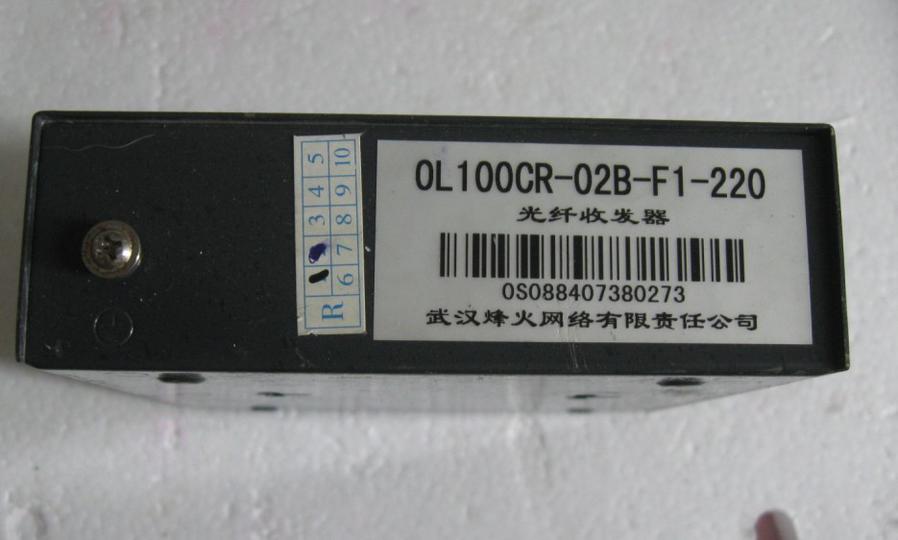 OL100CR-02B-F1-220
光纤收发器
OS088407380273
武汉烽火网络有限责任公司
R 3 4 5
6 7 8 9 10